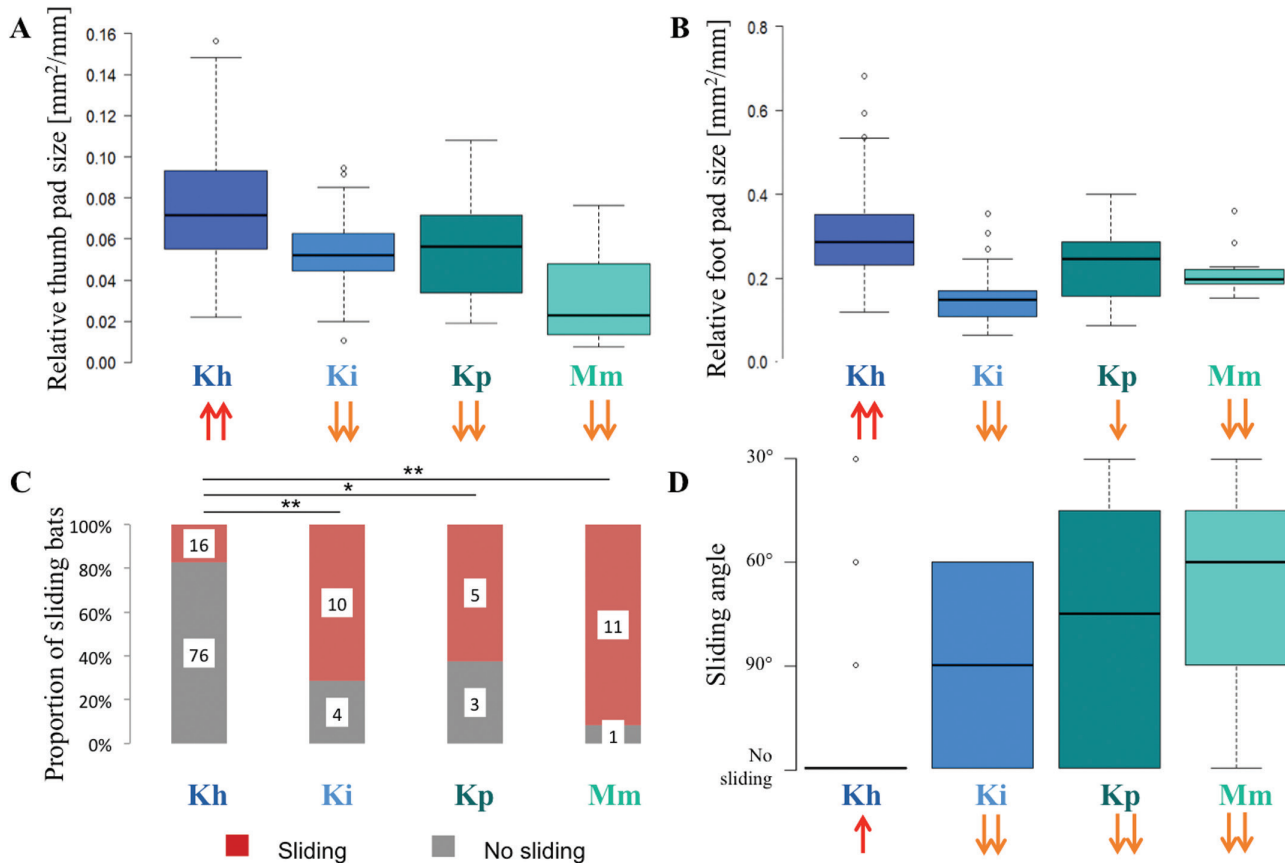 A
Relative thumb pad size [mm²/mm]
0.16
0.14
0.12
0.10
0.08
0.06
0.04
0.02
0.00
Kh Ki Kp Mm
B
Relative foot pad size [mm²/mm]
0.8
0.6
0.4
0.2
0.0
Kh Ki Kp Mm
C
Proportion of sliding bats
**
*
**
100%
80%
60%
40%
20%
0%
16
76
10
4
5
3
11
1
Kh Ki Kp Mm
Sliding No sliding
D
Sliding angle
30°
60°
90°
No
sliding
Kh Ki Kp Mm